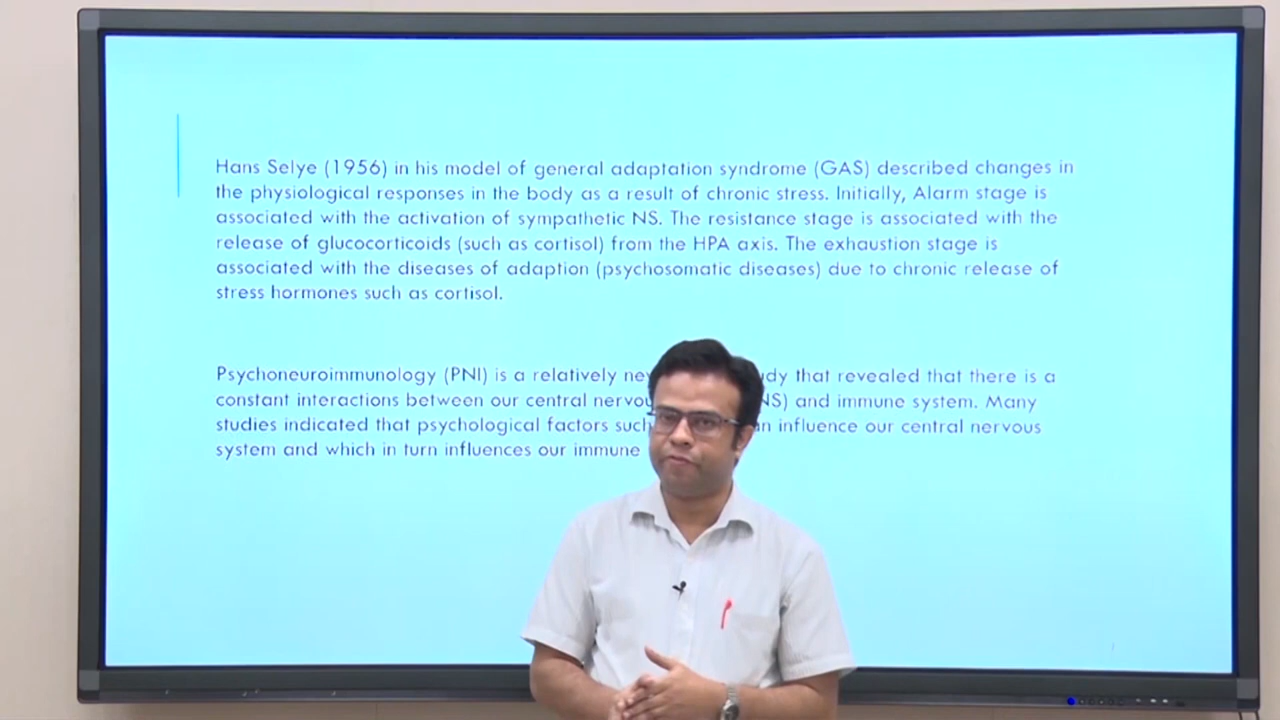 Hans Selye (1956) in his model of general adaptation syndrome (GAS) described changes in
the physiological responses in the body as a result of chronic stress. Initially, Alarm stage is
associated with the activation of sympathetic NS. The resistance stage is associated with the
release of glucocorticoids (such as cortisol) from the HPA axis. The exhaustion stage is
associated with the diseases of adaption (psychosomatic diseases) due to chronic release of
stress hormones such as cortisol.
Psychoneuroimmunology (PNI) is a relatively that revealed that there is a
constant interactions between our central and immune system. Many
studies indicated that psychological factors such influence our central nervous
system and which in turn influences our immune